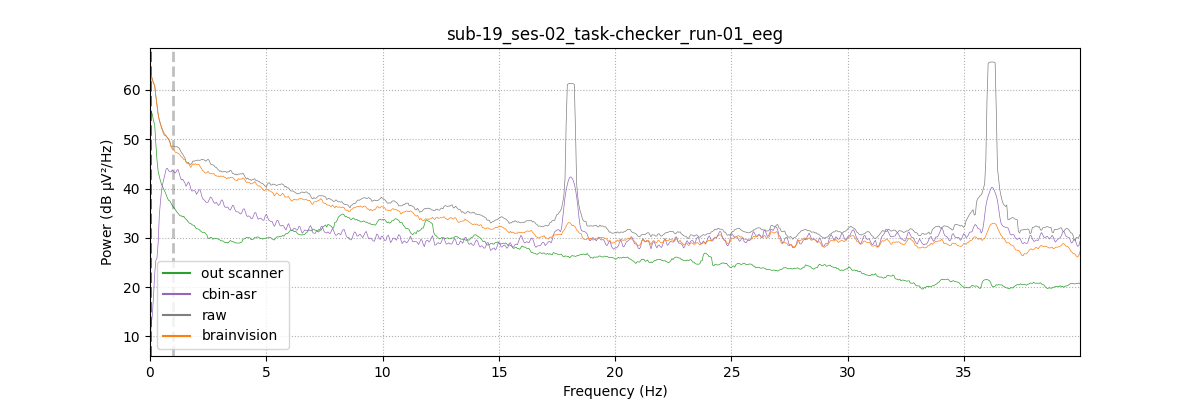 sub-19_ses-02_task-checker_run-01_eeg
Power (dB µV²/Hz)
60
50
40
30
20
10
out scanner
cbin-asr
raw
brainvision
0 5 10 15 20 25 30 35
Frequency (Hz)